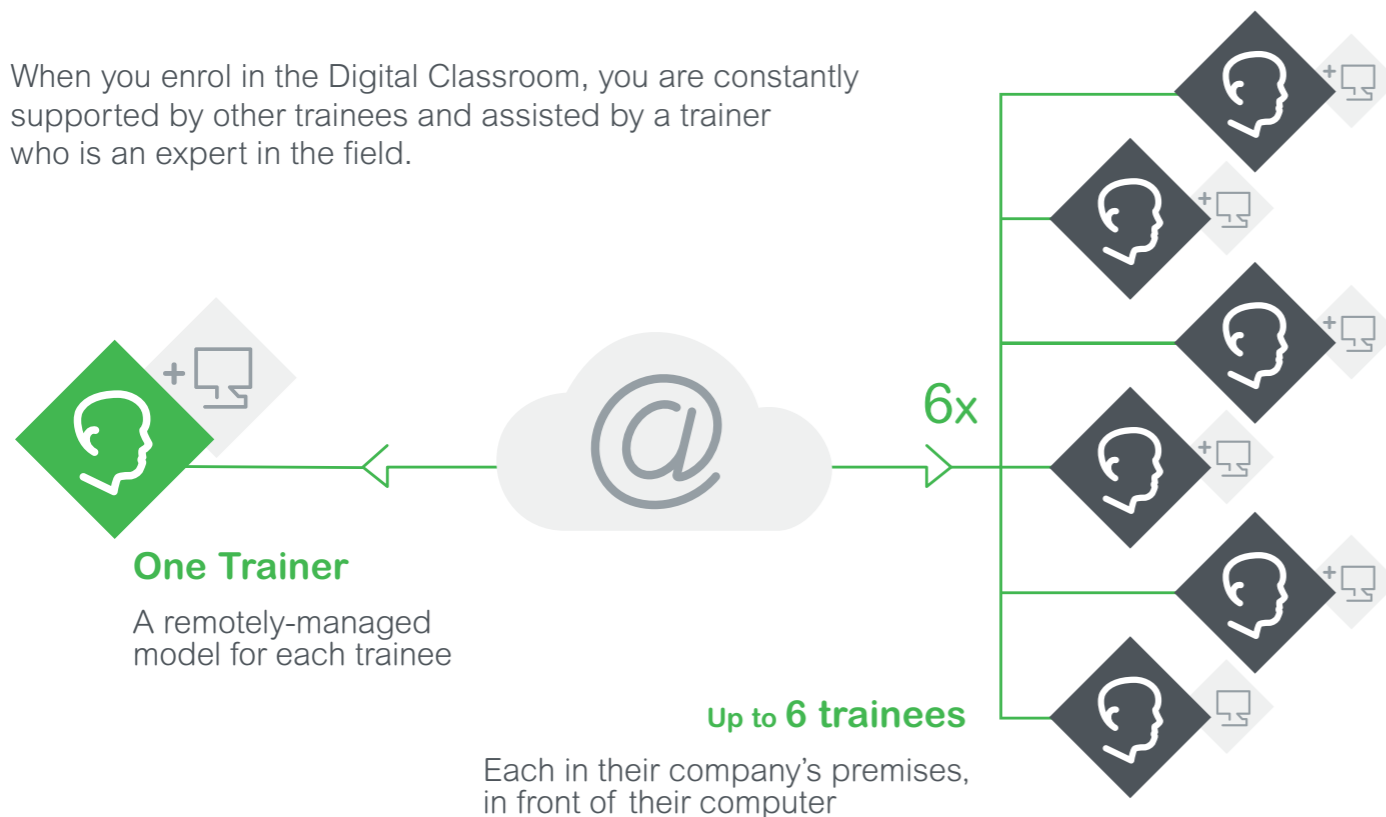 When you enrol in the Digital Classroom, you are constantly
supported by other trainees and assisted by a trainer
who is an expert in the field.
+
+
+
6x
+
@
+
+
One Trainer
A remotely-managed
model for each trainee
Up to 6 trainees
Each in their company's premises,
in front of their computer